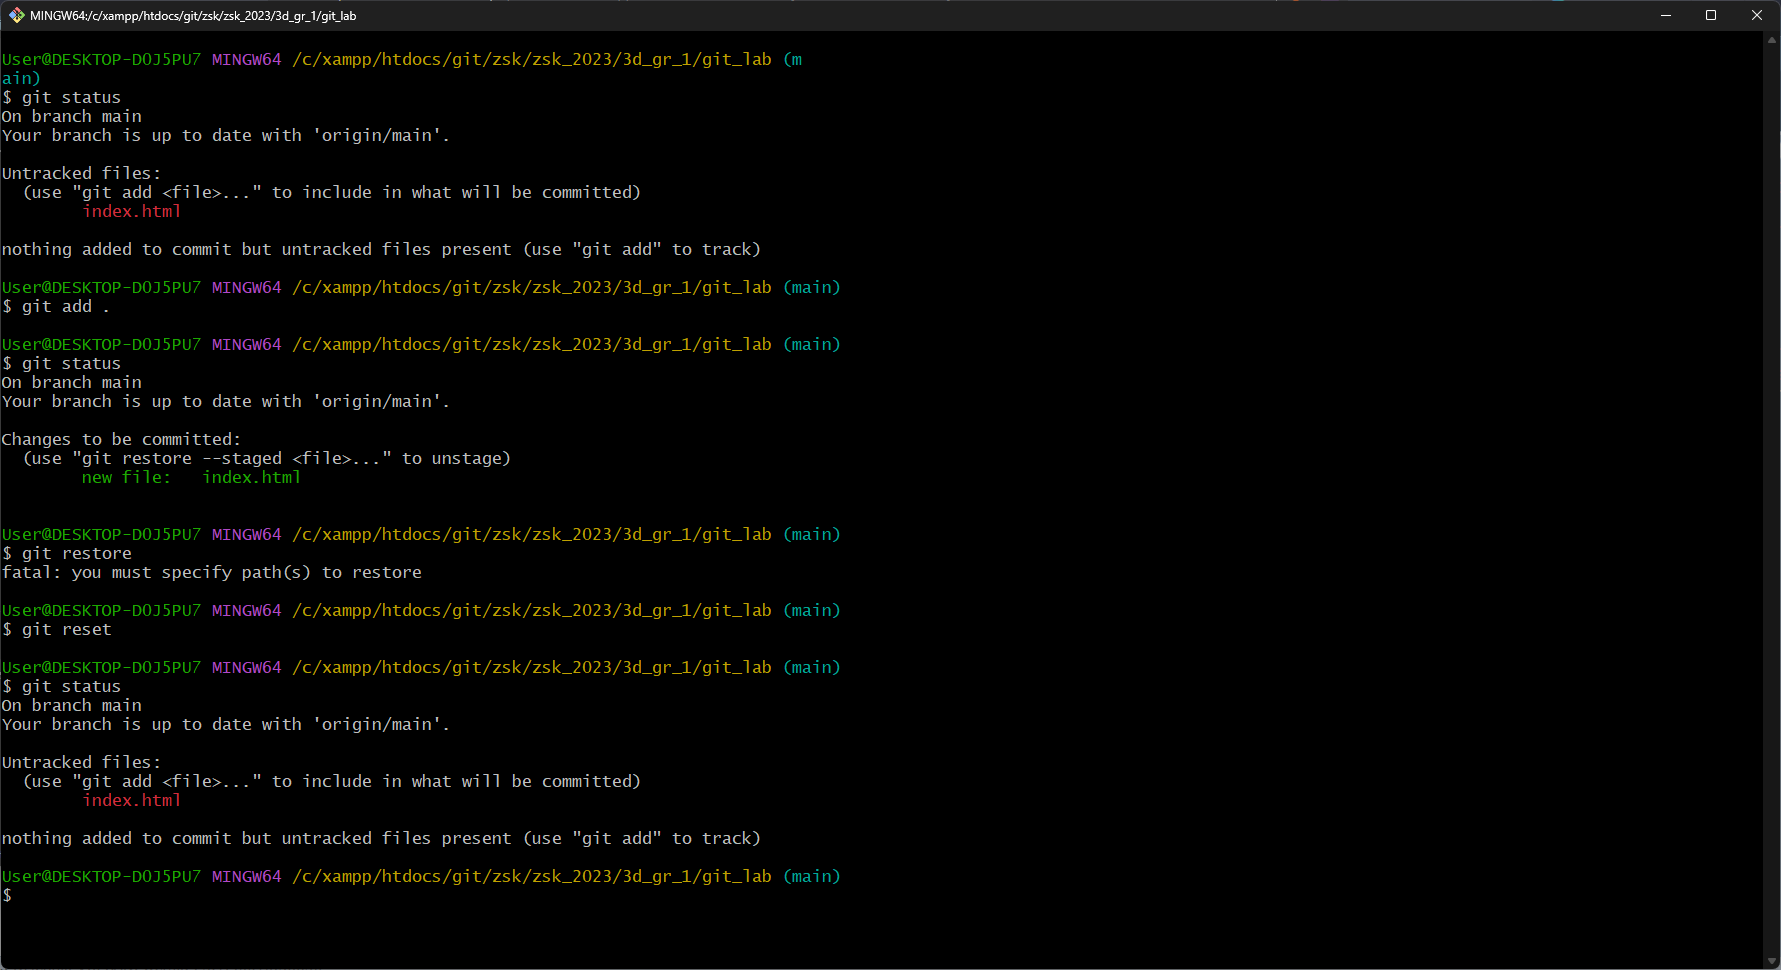 MINGW64:/c/xampp/htdocs/git/zsk/zsk_2023/3d_gr_1/git_lab
User@DESKTOP-DOJ5PU7 MINGW64 /c/xampp/htdocs/git/zsk/zsk_2023/3d_gr_1/git_lab (m
ain)
$ git status
On branch main
Your branch is up to date with 'origin/main'.
Untracked files:
  (use "git add <file>..." to include in what will be committed)
        index.html
nothing added to commit but untracked files present (use "git add" to track)
User@DESKTOP-DOJ5PU7 MINGW64 /c/xampp/htdocs/git/zsk/zsk_2023/3d_gr_1/git_lab (main)
$ git add .
User@DESKTOP-DOJ5PU7 MINGW64 /c/xampp/htdocs/git/zsk/zsk_2023/3d_gr_1/git_lab (main)
$ git status
On branch main
Your branch is up to date with 'origin/main'.
Changes to be committed:
  (use "git restore --staged <file>..." to unstage)
        new file:   index.html
User@DESKTOP-DOJ5PU7 MINGW64 /c/xampp/htdocs/git/zsk/zsk_2023/3d_gr_1/git_lab (main)
$ git restore
fatal: you must specify path(s) to restore
User@DESKTOP-DOJ5PU7 MINGW64 /c/xampp/htdocs/git/zsk/zsk_2023/3d_gr_1/git_lab (main)
$ git reset
User@DESKTOP-DOJ5PU7 MINGW64 /c/xampp/htdocs/git/zsk/zsk_2023/3d_gr_1/git_lab (main)
$ git status
On branch main
Your branch is up to date with 'origin/main'.
Untracked files:
  (use "git add <file>..." to include in what will be committed)
        index.html
nothing added to commit but untracked files present (use "git add" to track)
User@DESKTOP-DOJ5PU7 MINGW64 /c/xampp/htdocs/git/zsk/zsk_2023/3d_gr_1/git_lab (main)
$